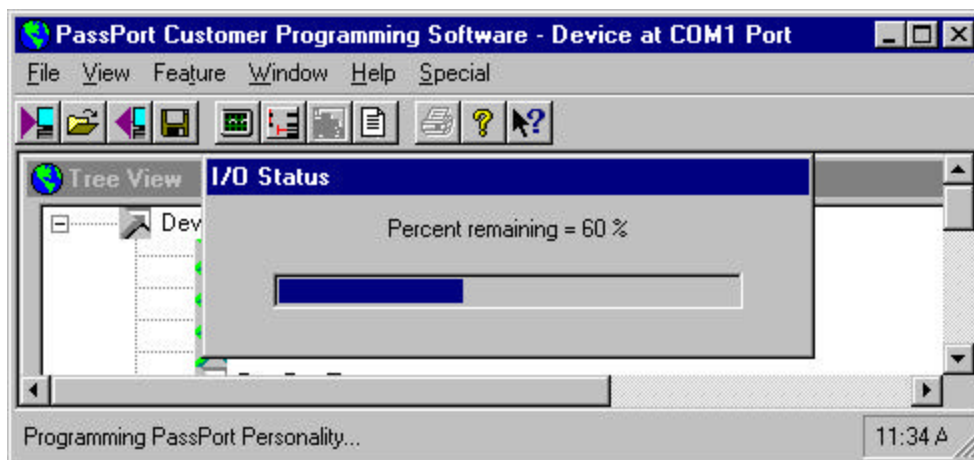 PassPort Customer Programming Software - Device at COM1 Port
File View Feature Window Help Special
Tree View
I/O Status
Dev
Percent remaining = 60 %
Programming PassPort Personality...
11:34 A